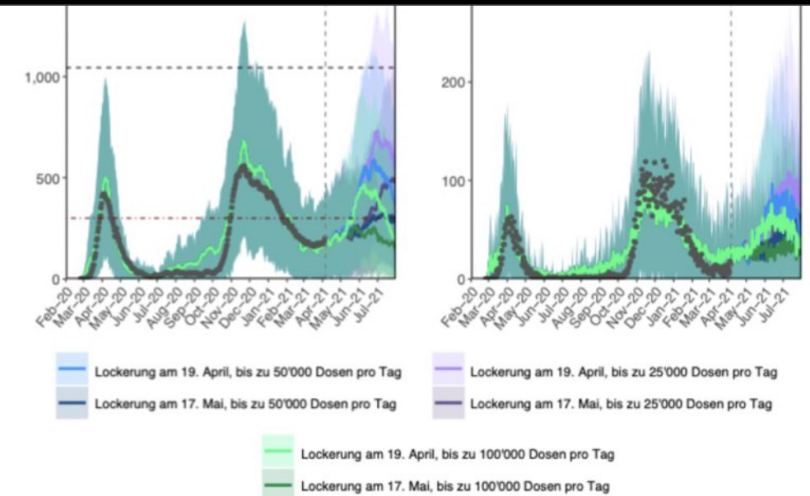 1,000
500
0
200
100
0
Feb-20 Mar-20 Apr-20 May-20 Jun-20 Jul-20 Aug-20 Sep-20 Oct-20 Nov-20 Dec-20 Jan-21 Feb-21 Mar-21 Apr-21 May-21 Jun-21 Jul-21
Feb-20 Mar-20 Apr-20 May-20 Jun-20 Jul-20 Aug-20 Sep-20 Oct-20 Nov-20 Dec-20 Jan-21 Feb-21 Mar-21 Apr-21 May-21 Jun-21 Jul-21
Lockerung am 19. April, bis zu 50'000 Dosen pro Tag
Lockerung am 19. April, bis zu 25'000 Dosen pro Tag
Lockerung am 17. Mai, bis zu 50'000 Dosen pro Tag
Lockerung am 17. Mai, bis zu 25'000 Dosen pro Tag
Lockerung am 19. April, bis zu 100'000 Dosen pro Tag
Lockerung am 17. Mai, bis zu 100'000 Dosen pro Tag